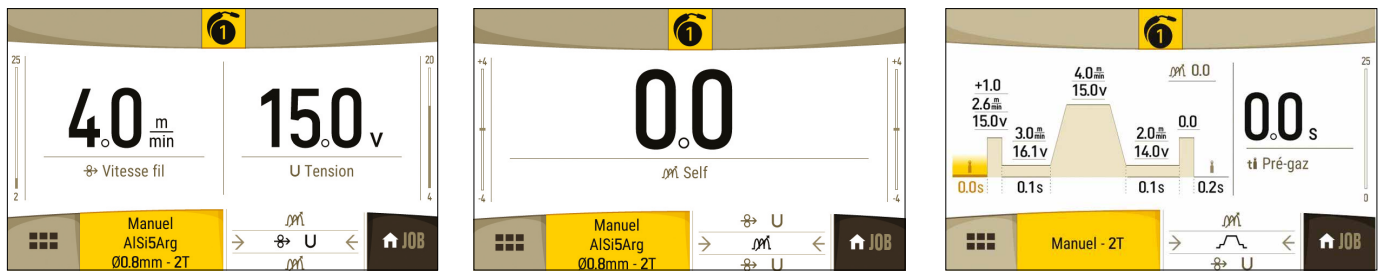 1
25
20
4.0 m/min
15.0 v
Vitesse fil
U Tension
2
4
Manuel
AlSi5Arg
Ø0.8mm - 2T
U
JOB
1
+4
+4
0.0
Self
-4
-4
Manuel
AlSi5Arg
Ø0.8mm - 2T
U
U
JOB
1
25
+1.0
2.6 m/min
15.0v
3.0 m/min
16.1v
4.0 m/min
15.0v
0.0
2.0 m/min
14.0v
0.0
0.0s
0.1s
0.1s
0.2s
0.0 s
Pré-gaz
0
Manuel - 2T
U
JOB